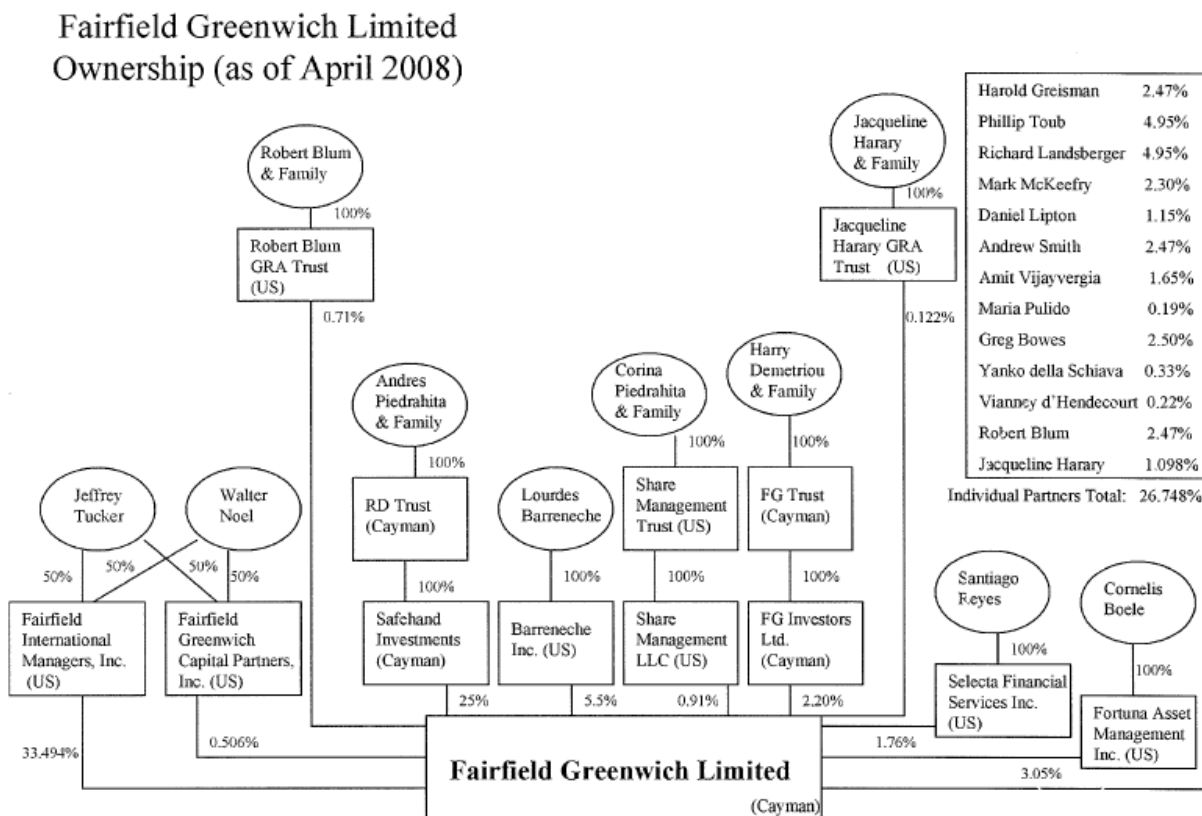 Fairfield Greenwich Limited
Ownership (as of April 2008)
Robert Blum
& Family
100%
Robert Blum
GRA Trust
(US)
0.71%
Jacqueline
Harary
& Family
100%
Jacqueline
Harary GRA
Trust (US)
0.122%
Harold Greisman 2.47%
Phillip Toub 4.95%
Richard Landsberger 4.95%
Mark McKeefry 2.30%
Daniel Lipton 1.15%
Andrew Smith 2.47%
Amit Vijayvergia 1.65%
Maria Pulido 0.19%
Greg Bowes 2.50%
Yanko della Schiava 0.33%
Vianney d'Hendecourt 0.22%
Robert Blum 2.47%
Jacqueline Harary 1.098%
Individual Partners Total: 26.748%
Andres
Piedrahita
& Family
100%
RD Trust
(Cayman)
100%
Safehand
Investments
(Cayman)
25%
Lourdes
Barreneche
100%
Barreneche
Inc. (US)
5.5%
Corina
Piedrahita
& Family
100%
Share
Management
Trust (US)
100%
Share
Management
LLC (US)
0.91%
Harry
Demetriou
& Family
100%
FG Trust
(Cayman)
100%
FG Investors
Ltd.
(Cayman)
2.20%
Jeffrey
Tucker
Walter
Noel
50%
50%
50%
50%
Fairfield
International
Managers, Inc.
(US)
33.494%
Fairfield
Greenwich
Capital Partners,
Inc. (US)
0.506%
Santiago
Reyes
100%
Selecta Financial
Services Inc.
(US)
1.76%
Cornelis
Boele
100%
Fortuna Asset
Management
Inc. (US)
3.05%
Fairfield Greenwich Limited
(Cayman)